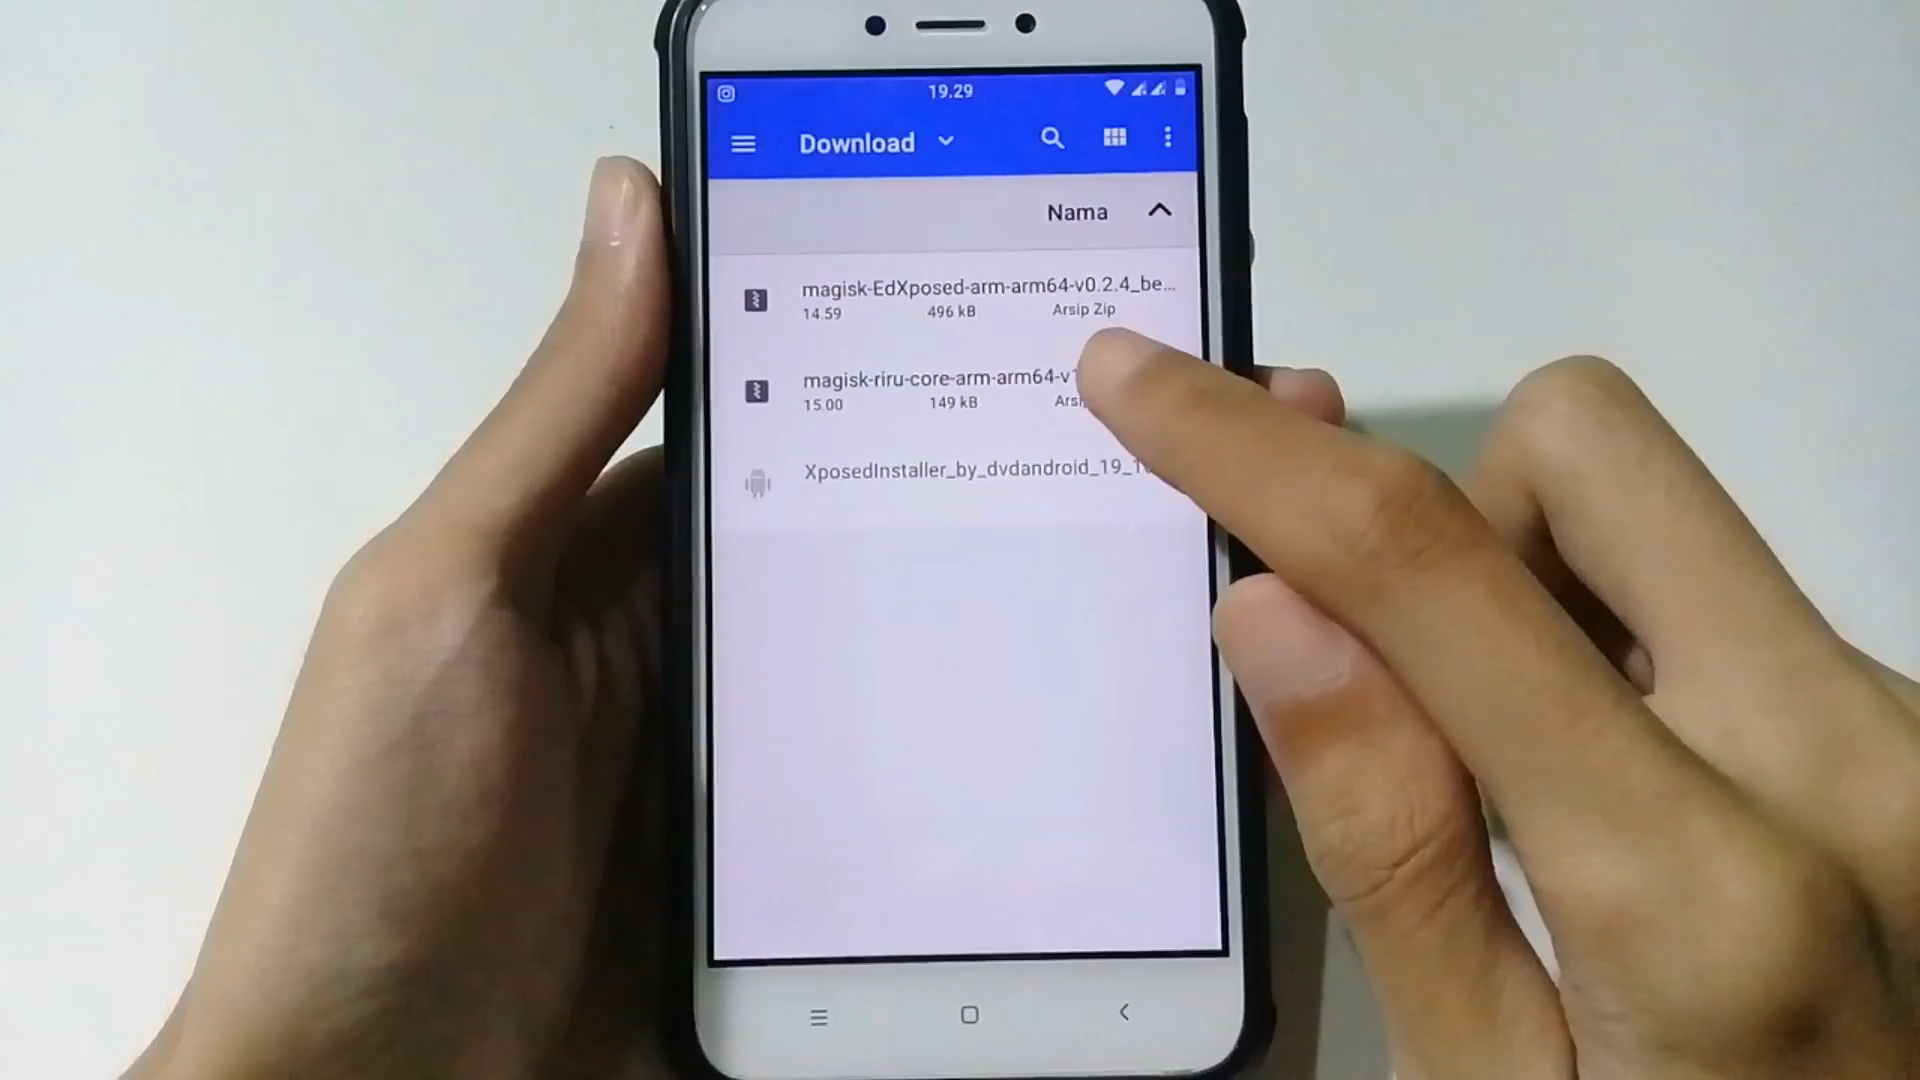 19.29
Download
Nama
magisk-EdXposed-arm-arm64-v0.2.4_be...
14.59 496 kB Arsip Zip
magisk-riru-core-arm-arm64-v
15.00 149 kB
XposedInstaller_by_dvdandroid_19_1